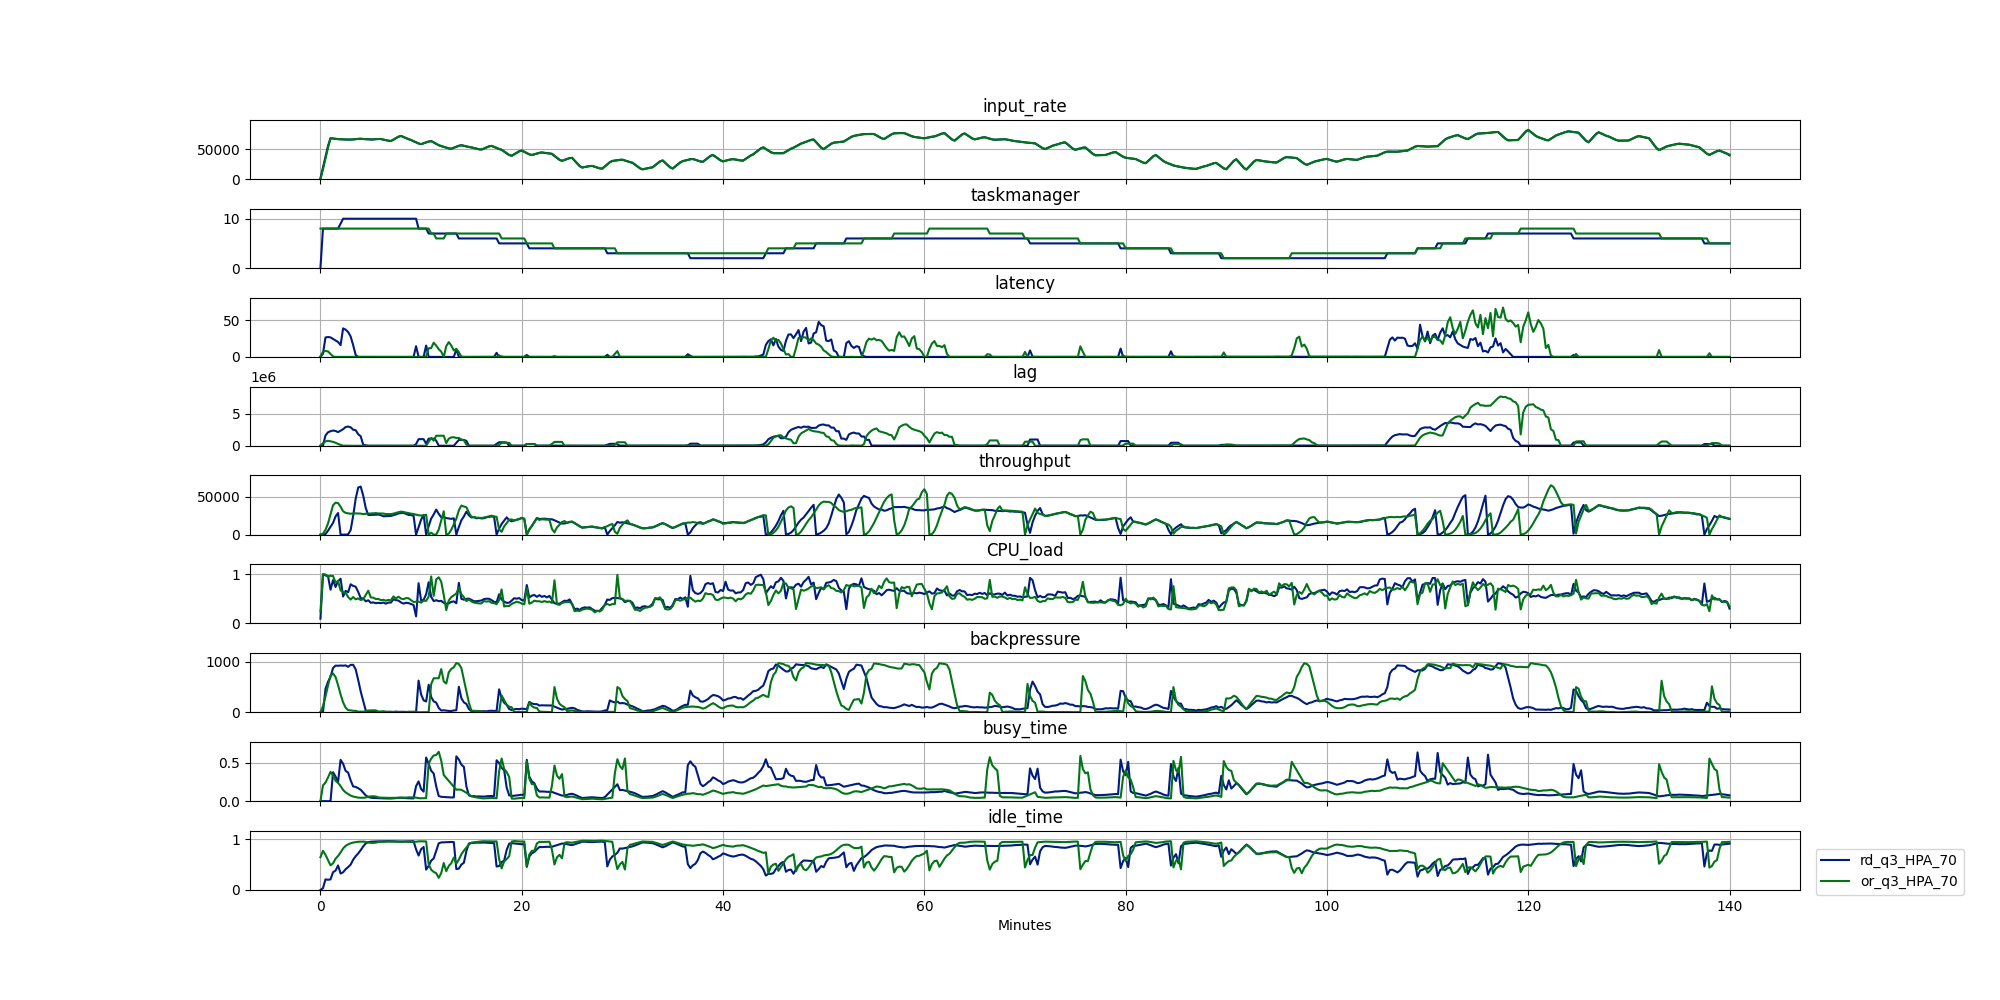 input_rate
50000
0
taskmanager
10
0
latency
50
0
1e6
lag
5
0
throughput
50000
0
CPU_load
1
0
backpressure
1000
0
busy_time
0.5
0.0
idle_time
1
0
0 20 40 60 80 100 120 140
Minutes
rd_q3_HPA_70
or_q3_HPA_70